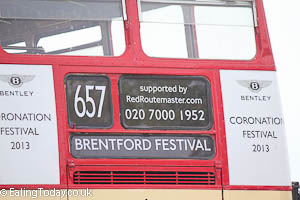 BENTLEY
CORONATION
FESTIVAL
2013
657
supported by
RedRoutemaster.com
020 7000 1952
BRENTFORD FESTIVAL
BENTLEY
CORONATION
FESTIVAL
2013
©EalingToday.co.uk